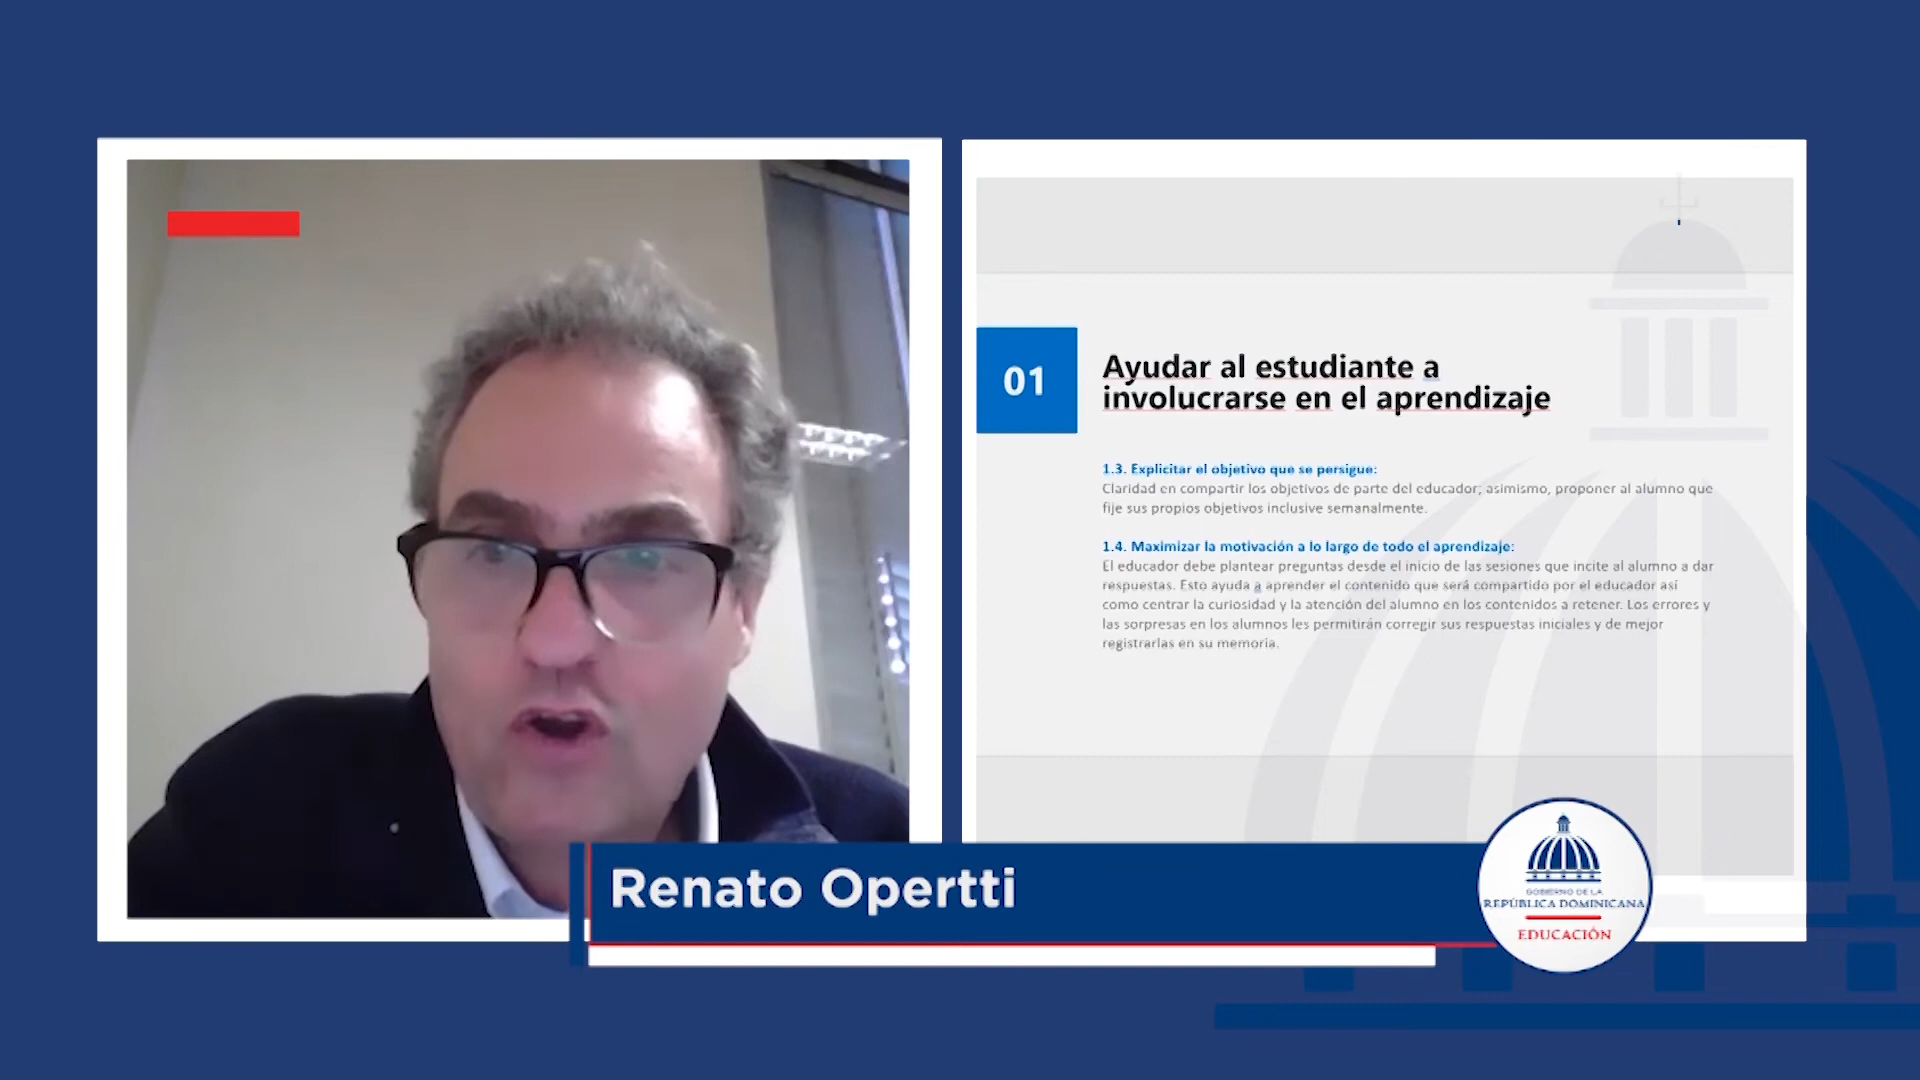 01
Ayudar al estudiante a
involucrarse en el aprendizaje
1.3. Explicitar el objetivo que se persigue:
Claridad en compartir los objetivos de parte del educador; asimismo, proponer al alumno que
fije sus propios objetivos inclusive semanalmente.
1.4. Maximizar la motivación a lo largo de todo el aprendizaje:
El educador debe plantear preguntas desde el inicio de las sesiones que incite al alumno a dar
respuestas. Esto ayuda a aprender el contenido que será compartido por el educador así
como centrar la curiosidad y la atención del alumno en los contenidos a retener. Los errores y
las sorpresas en los alumnos les permitirán corregir sus respuestas iniciales y de mejor
registrarlas en su memoria.
Renato Opertti
GOBIERNO DE LA
REPÚBLICA DOMINICANA
EDUCACIÓN